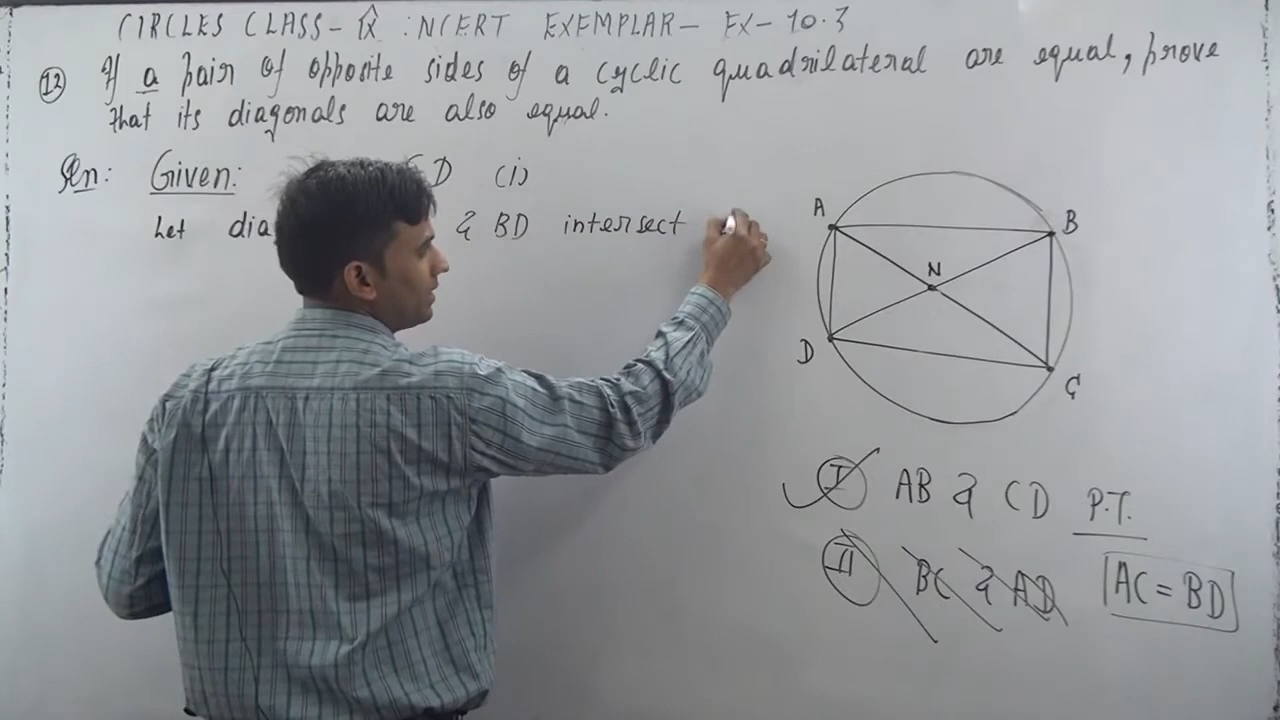 CIRCLES CLASS - IX : NCERT EXEMPLAR - EX - 10.3
12 If a pair of opposite sides of a cyclic quadrilateral are equal, prove
that its diagonals are also equal.
Given: CD (i)
Let dia & BD intersect
A
B
N
D
C
I AB & CD P.T.
II BC & AD AC = BD